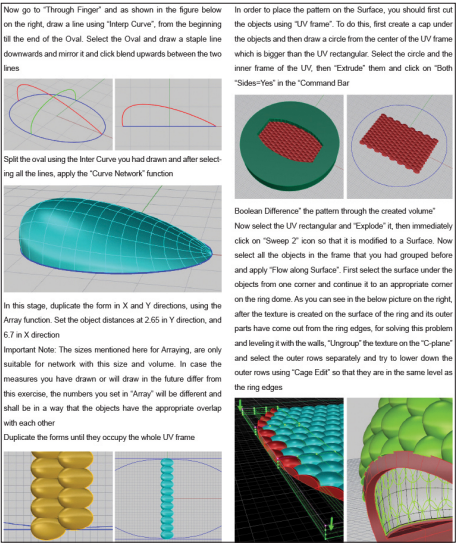 Now go to "Through Finger" and as shown in the figure below
on the right, draw a line using "Interp Curve", from the beginning
till the end of the Oval. Select the Oval and draw a staple line
downwards and mirror it and click blend upwards between the two
lines
Split the oval using the Inter Curve you had drawn and after select-
ing all the lines, apply the "Curve Network" function
In this stage, duplicate the form in X and Y directions, using the
Array function. Set the object distances at 2.65 in Y direction, and
6.7 in X direction
Important Note: The sizes mentioned here for Arraying, are only
suitable for network with this size and volume. In case the
measures you have drawn or will draw in the future differ from
this exercise, the numbers you set in "Array" will be different and
shall be in a way that the objects have the appropriate overlap
with each other
Duplicate the forms until they occupy the whole UV frame
In order to place the pattern on the Surface, you should first cut
the objects using "UV frame". To do this, first create a cap under
the objects and then draw a circle from the center of the UV frame
which is bigger than the UV rectangular. Select the circle and the
inner frame of the UV, then "Extrude" them and click on "Both
"Sides=Yes" in the "Command Bar
Boolean Difference" the pattern through the created volume"
Now select the UV rectangular and "Explode" it, then immediately
click on "Sweep 2" icon so that it is modified to a Surface. Now
select all the objects in the frame that you had grouped before
and apply "Flow along Surface". First select the surface under the
objects from one corner and continue it to an appropriate corner
on the ring dome. As you can see in the below picture on the right,
after the texture is created on the surface of the ring and its outer
parts have come out from the ring edges, for solving this problem
and leveling it with the walls, "Ungroup" the texture on the "C-plane"
and select the outer rows separately and try to lower down the
outer rows using "Cage Edit" so that they are in the same level as
the ring edges